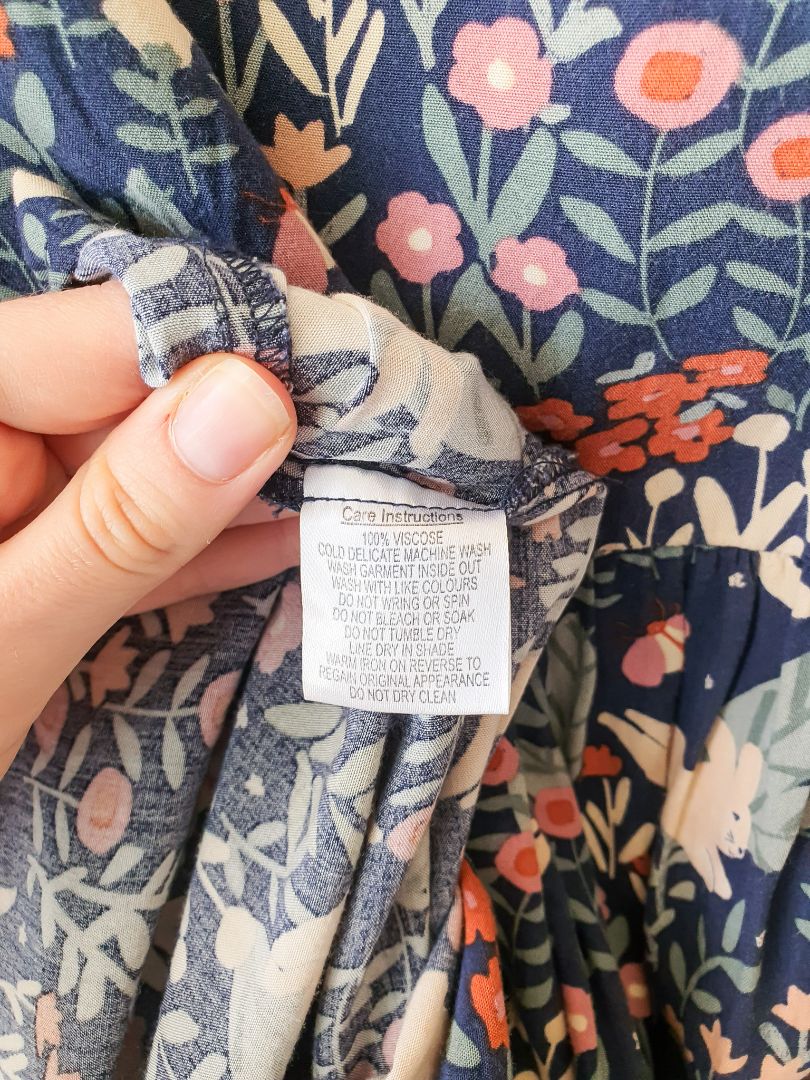 Care Instructions
100% VISCOSE
COLD DELICATE MACHINE WASH
WASH GARMENT INSIDE OUT
WASH WITH LIKE COLOURS
DO NOT WRING OR SPIN
DO NOT BLEACH OR SOAK
DO NOT TUMBLE DRY
LINE DRY IN SHADE
WARM IRON ON REVERSE TO
REGAIN ORIGINAL APPEARANCE
DO NOT DRY CLEAN